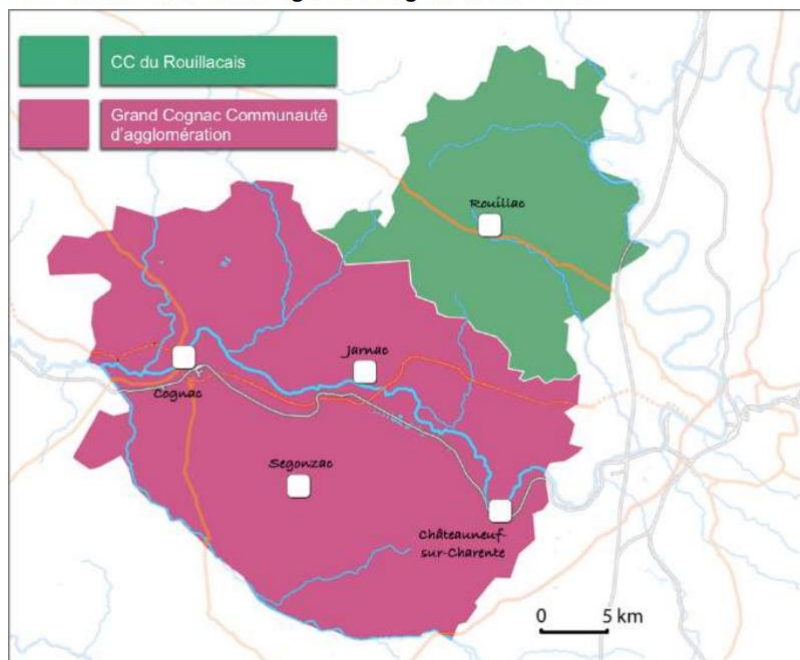 CC du Rouillacais
Grand Cognac Communauté
d'agglomération
Rouillac
Jarnac
Cognac
Segonzac
Châteauneuf-
sur-Charente
0 5 km